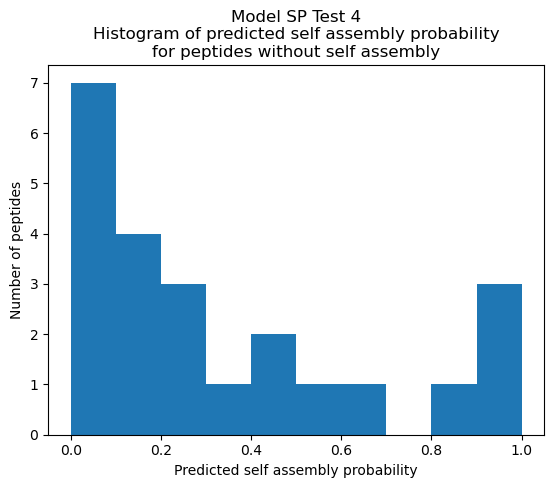 Model SP Test 4
Histogram of predicted self assembly probability
for peptides without self assembly
7
6
5
4
3
2
1
0
Number of peptides
0.0 0.2 0.4 0.6 0.8 1.0
Predicted self assembly probability